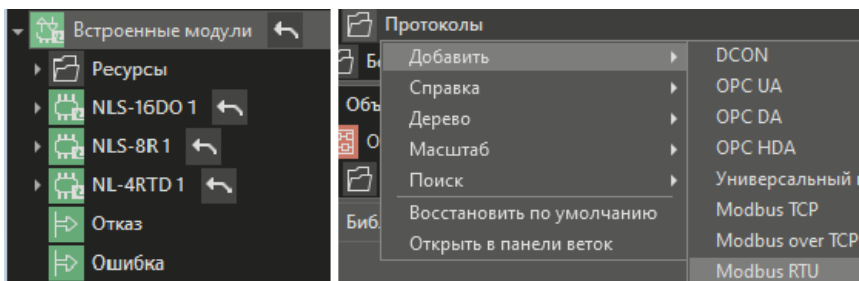 Встроенные модули
Ресурсы
NLS-16DO 1
NLS-8R 1
NL-4RTD 1
Отказ
Ошибка
Протоколы
Добавить
Справка
Дерево
Масштаб
Поиск
Восстановить по умолчанию
Открыть в панели веток
Объ
Биб
DCON
OPC UA
OPC DA
OPC HDA
Универсальный
Modbus TCP
Modbus over TCP
Modbus RTU